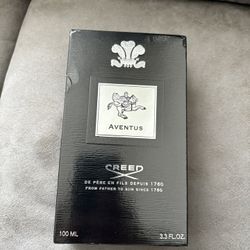 AVENTUS
CREED
DE PÈRE EN FILS DEPUIS 1760
FROM FATHER TO SON SINCE 1760
100 ML 3.3 FL.OZ.